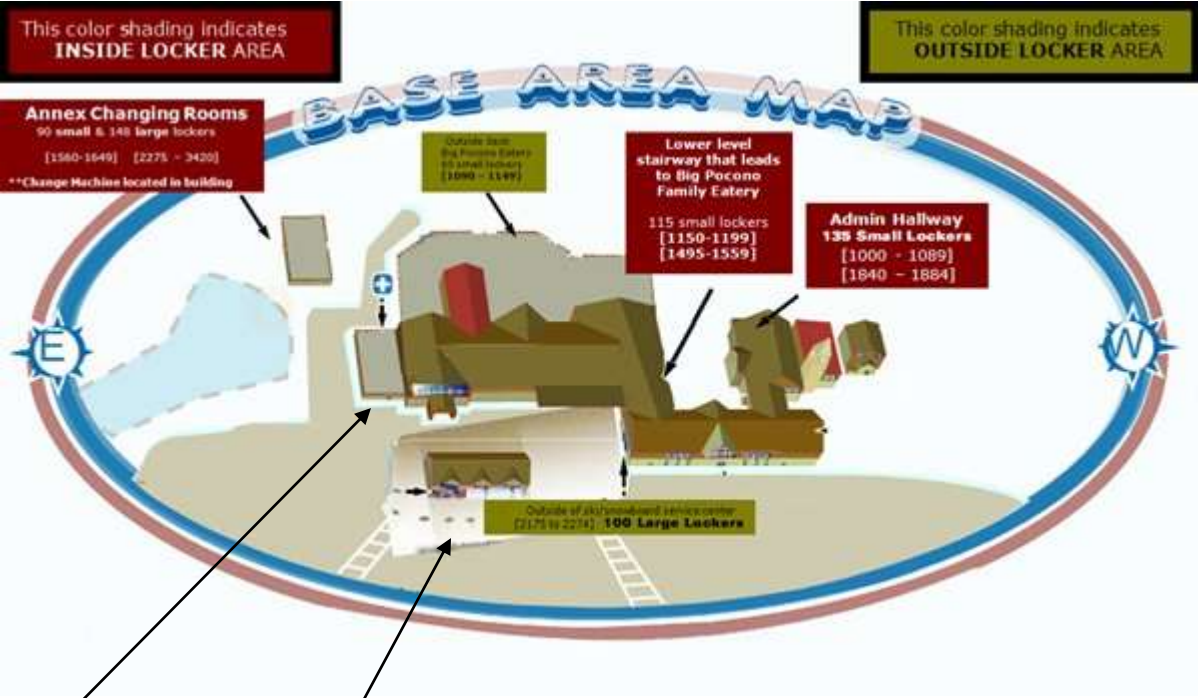 This color shading indicates
INSIDE LOCKER AREA
This color shading indicates
OUTSIDE LOCKER AREA
BASE AREA MAP
Annex Changing Rooms
90 small & 148 large lockers
[1560-1649] [2275 - 3420]
**Change Machine located in building
Outside
Big Pocono Eatery
small lockers
[1090 - 1149]
Lower level
stairway that leads
to Big Pocono
Family Eatery
115 small lockers
[1150-1199]
[1495-1559]
Admin Hallway
135 Small Lockers
[1000 - 1089]
[1840 - 1884]
E
W
Outside of ski/snowboard service center
[2175 to 2274] 100 Large Lockers